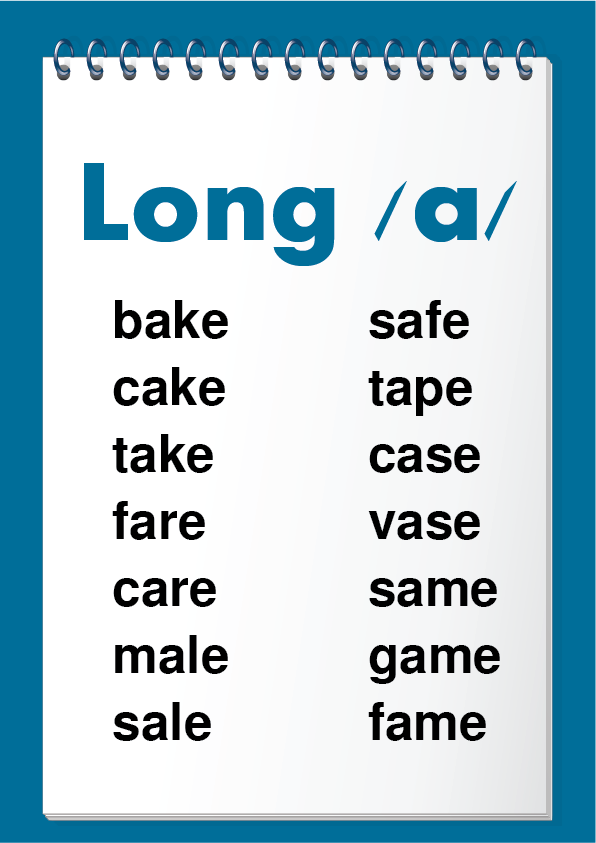 Long /a/
bake
cake
take
fare
care
male
sale
safe
tape
case
vase
same
game
fame